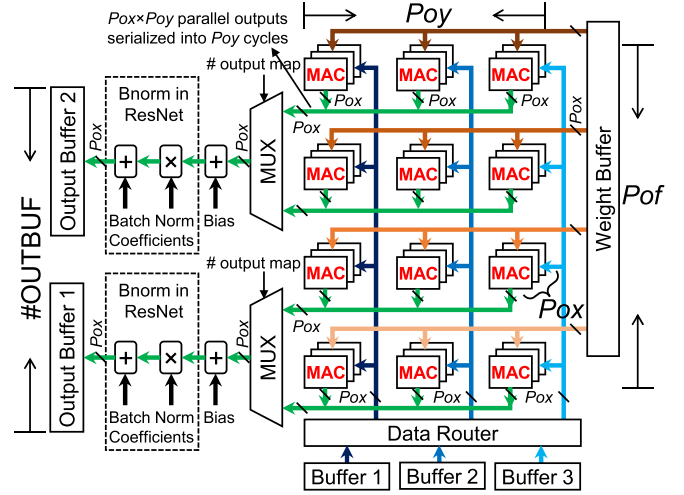 Pox×Poy parallel outputs
serialized into Poy cycles
Poy
# output map
MAC MAC MAC
Pox Pox Pox
Pox
Pox
Bnorm in
ResNet
Output Buffer 2
Pox
+ × + Pox
MUX
Batch Norm
Coefficients
Bias
MAC MAC MAC
Weight Buffer
Pof
#OUTBUF
# output map
MAC MAC MAC
Pox
Pox
Bnorm in
ResNet
Output Buffer 1
Pox
+ × + Pox
MUX
Batch Norm
Coefficients
Bias
MAC MAC MAC
Pox Pox Pox
Data Router
Buffer 1 Buffer 2 Buffer 3